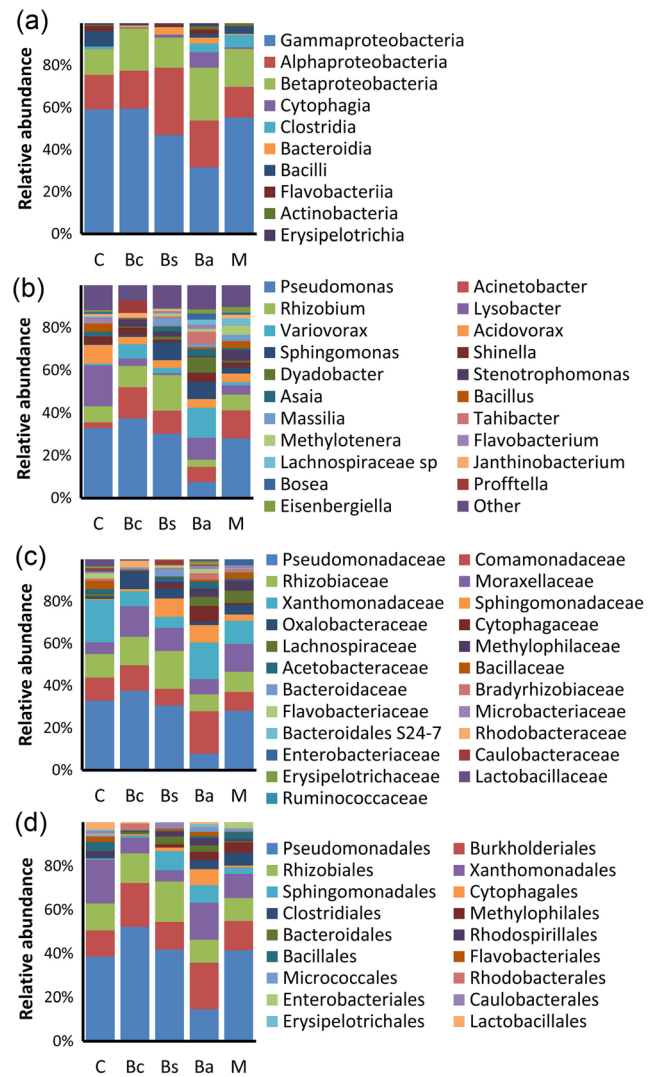 (a)
Relative abundance
80%
60%
40%
20%
0%
C Bc Bs Ba M
Gammaproteobacteria
Alphaproteobacteria
Betaproteobacteria
Cytophagia
Clostridia
Bacteroidia
Bacilli
Flavobacteriia
Actinobacteria
Erysipelotrichia
(b)
Relative abundance
80%
60%
40%
20%
0%
C Bc Bs Ba M
Pseudomonas Acinetobacter
Rhizobium Lysobacter
Variovorax Acidovorax
Sphingomonas Shinella
Dyadobacter Stenotrophomonas
Asaia Bacillus
Massilia Tahibacter
Methylotenera Flavobacterium
Lachnospiraceae sp Janthinobacterium
Bosea Profftella
Eisenbergiella Other
(c)
Relative abundance
80%
60%
40%
20%
0%
C Bc Bs Ba M
Pseudomonadaceae Comamonadaceae
Rhizobiaceae Moraxellaceae
Xanthomonadaceae Sphingomonadaceae
Oxalobacteraceae Cytophagaceae
Lachnospiraceae Methylophilaceae
Acetobacteraceae Bacillaceae
Bacteroidaceae Bradyrhizobiaceae
Flavobacteriaceae Microbacteriaceae
Bacteroidales S24-7 Rhodobacteraceae
Enterobacteriaceae Caulobacteraceae
Erysipelotrichaceae Lactobacillaceae
Ruminococcaceae
(d)
Relative abundance
80%
60%
40%
20%
0%
C Bc Bs Ba M
Pseudomonadales Burkholderiales
Rhizobiales Xanthomonadales
Sphingomonadales Cytophagales
Clostridiales Methylophilales
Bacteroidales Rhodospirillales
Bacillales Flavobacteriales
Micrococcales Rhodobacterales
Enterobacteriales Caulobacterales
Erysipelotrichales Lactobacillales